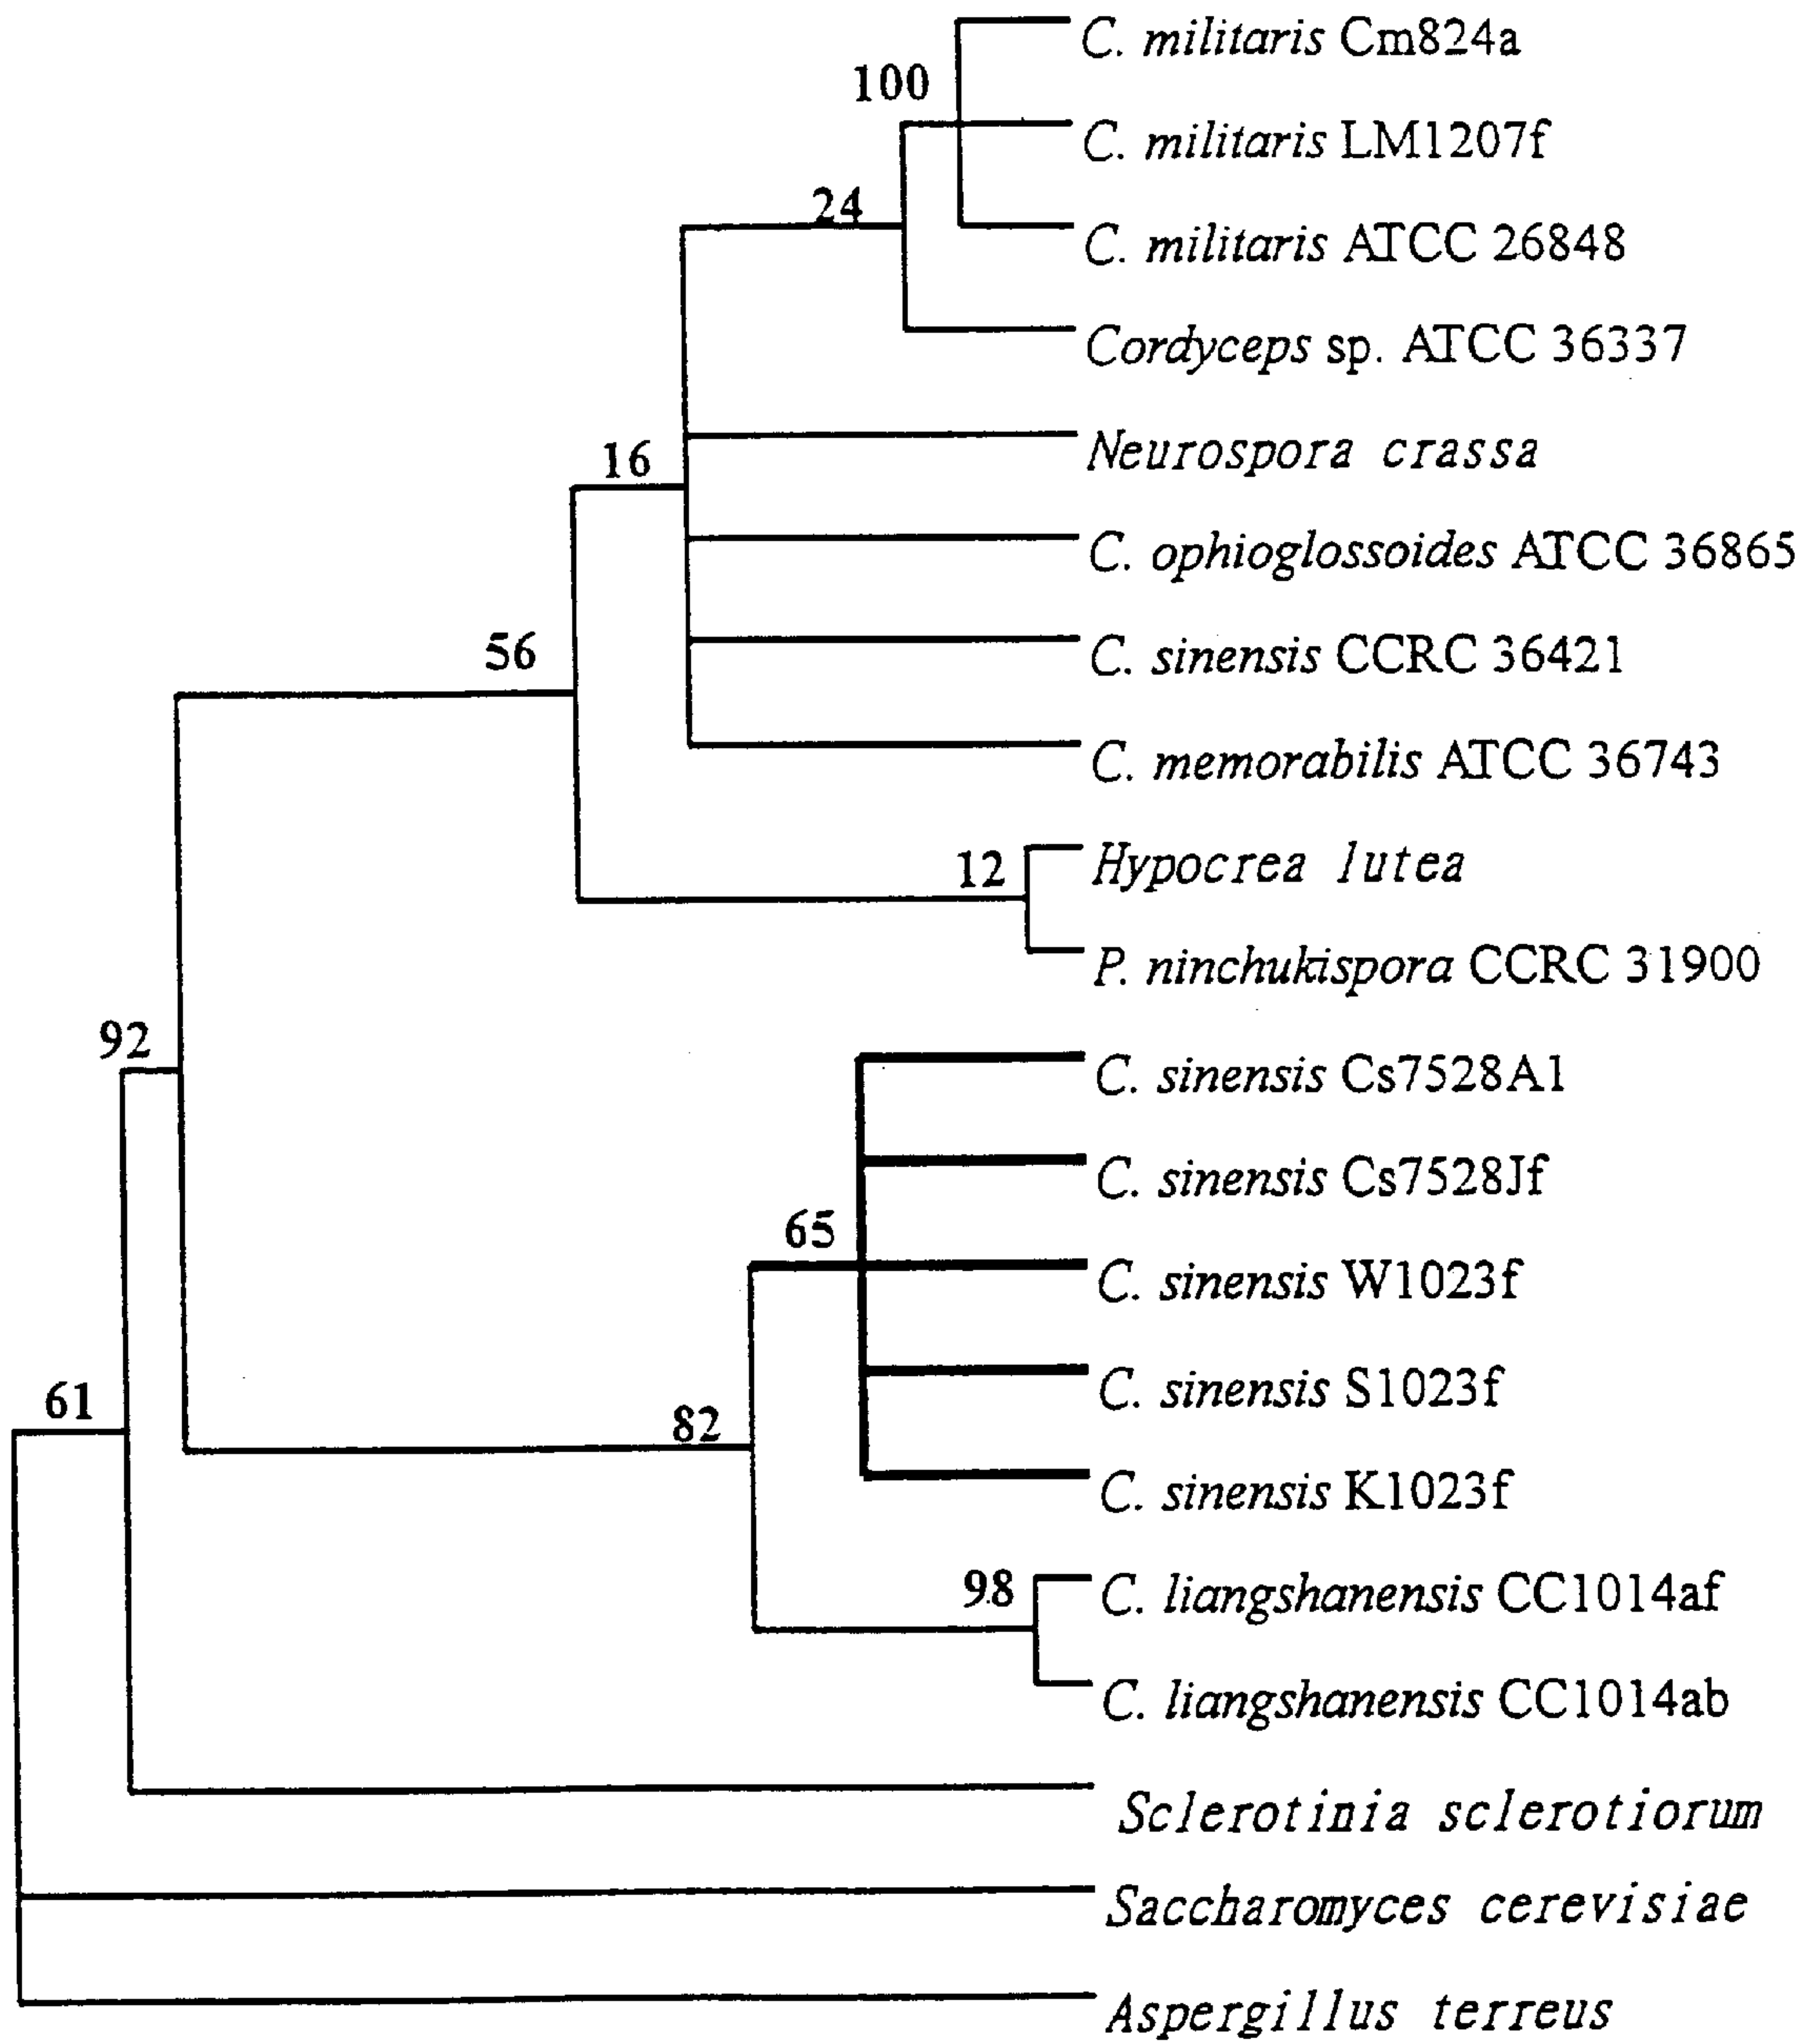 C. militaris Cm824a
100
C. militaris LM1207f
24
C. militaris ATCC 26848
Cordyceps sp. ATCC 36337
Neurospora crassa
16
C. ophioglossoides ATCC 36865
56
C. sinensis CCRC 36421
C. memorabilis ATCC 36743
12
Hypocrea lutea
P. ninchukispora CCRC 31900
92
C. sinensis Cs7528A1
C. sinensis Cs7528Jf
65
C. sinensis W1023f
61
C. sinensis S1023f
82
C. sinensis K1023f
98
C. liangshanensis CC1014af
C. liangshanensis CC1014ab
Sclerotinia sclerotiorum
Saccharomyces cerevisiae
Aspergillus terreus